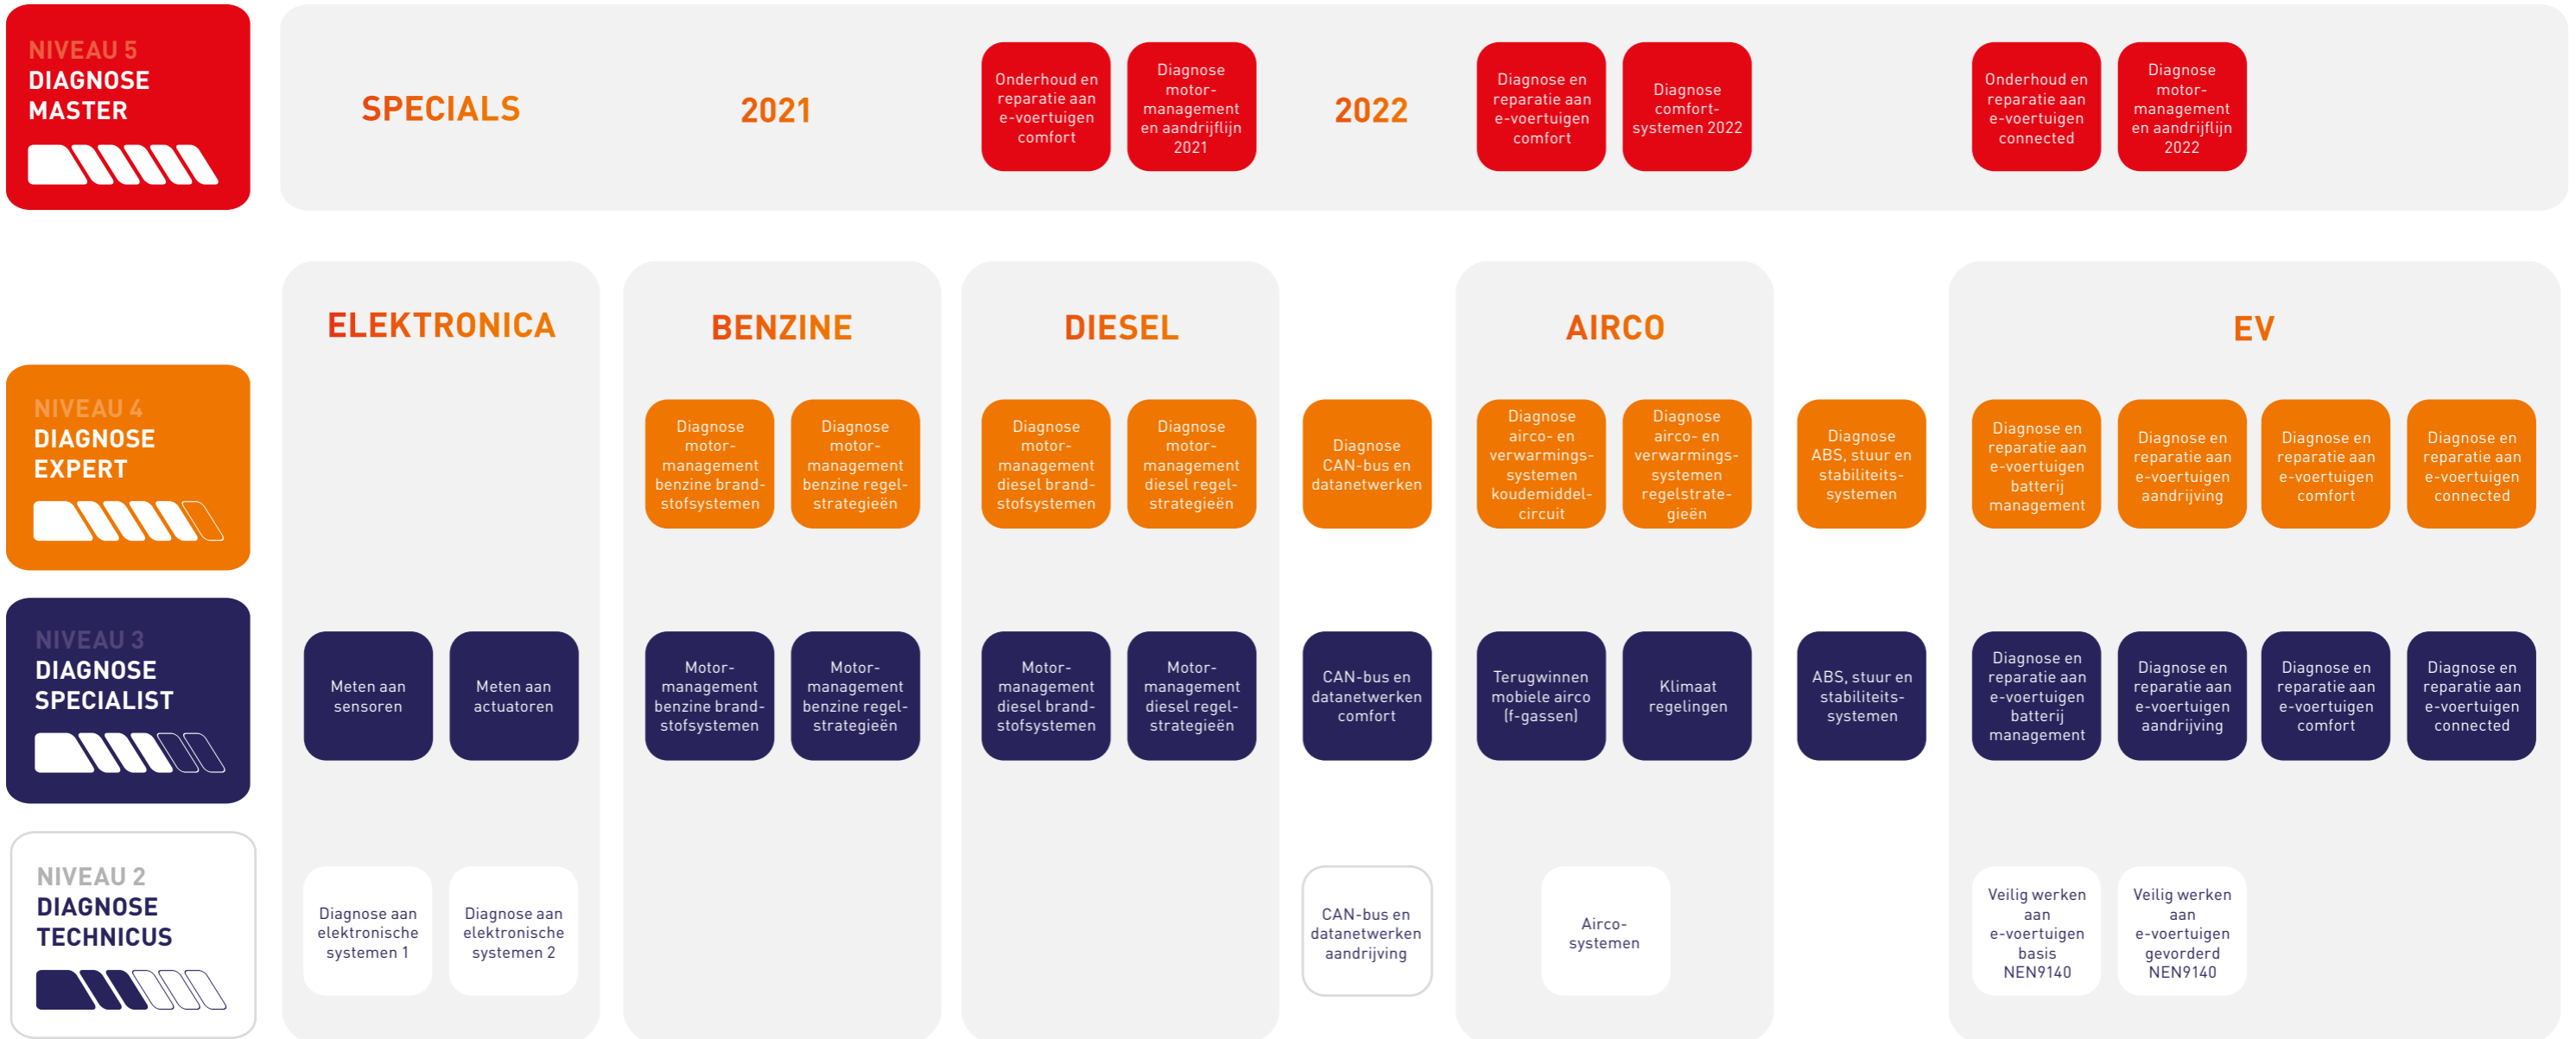 NIVEAU 5
DIAGNOSE
MASTER
SPECIALS
2021
Onderhoud en
reparatie aan
e-voertuigen
comfort
Diagnose
motor-
management
en aandrijflijn
2021
2022
Diagnose en
reparatie aan
e-voertuigen
comfort
Diagnose
comfort-
systemen 2022
Onderhoud en
reparatie aan
e-voertuigen
connected
Diagnose
motor-
management
en aandrijflijn
2022
ELEKTRONICA
BENZINE
DIESEL
AIRCO
EV
NIVEAU 4
DIAGNOSE
EXPERT
Diagnose
motor-
management
benzine brand-
stofsystemen
Diagnose
motor-
management
benzine regel-
strategieën
Diagnose
motor-
management
diesel brand-
stofsystemen
Diagnose
motor-
management
diesel regel-
strategieën
Diagnose
CAN-bus en
datanetwerken
Diagnose
airco- en
verwarmings-
systemen
koudemiddel-
circuit
Diagnose
airco- en
verwarmings-
systemen
regelstrate-
gieën
Diagnose
ABS, stuur en
stabiliteits-
systemen
Diagnose en
reparatie aan
e-voertuigen
batterij
management
Diagnose en
reparatie aan
e-voertuigen
aandrijving
Diagnose en
reparatie aan
e-voertuigen
comfort
Diagnose en
reparatie aan
e-voertuigen
connected
NIVEAU 3
DIAGNOSE
SPECIALIST
Meten aan
sensoren
Meten aan
actuatoren
Motor-
management
benzine brand-
stofsystemen
Motor-
management
benzine regel-
strategieën
Motor-
management
diesel brand-
stofsystemen
Motor-
management
diesel regel-
strategieën
CAN-bus en
datanetwerken
comfort
Terugwinnen
mobiele airco
(f-gassen)
Klimaat
regelingen
ABS, stuur en
stabiliteits-
systemen
Diagnose en
reparatie aan
e-voertuigen
batterij
management
Diagnose en
reparatie aan
e-voertuigen
aandrijving
Diagnose en
reparatie aan
e-voertuigen
comfort
Diagnose en
reparatie aan
e-voertuigen
connected
NIVEAU 2
DIAGNOSE
TECHNICUS
Diagnose aan
elektronische
systemen 1
Diagnose aan
elektronische
systemen 2
CAN-bus en
datanetwerken
aandrijving
Airco-
systemen
Veilig werken
aan
e-voertuigen
basis
NEN9140
Veilig werken
aan
e-voertuigen
gevorderd
NEN9140